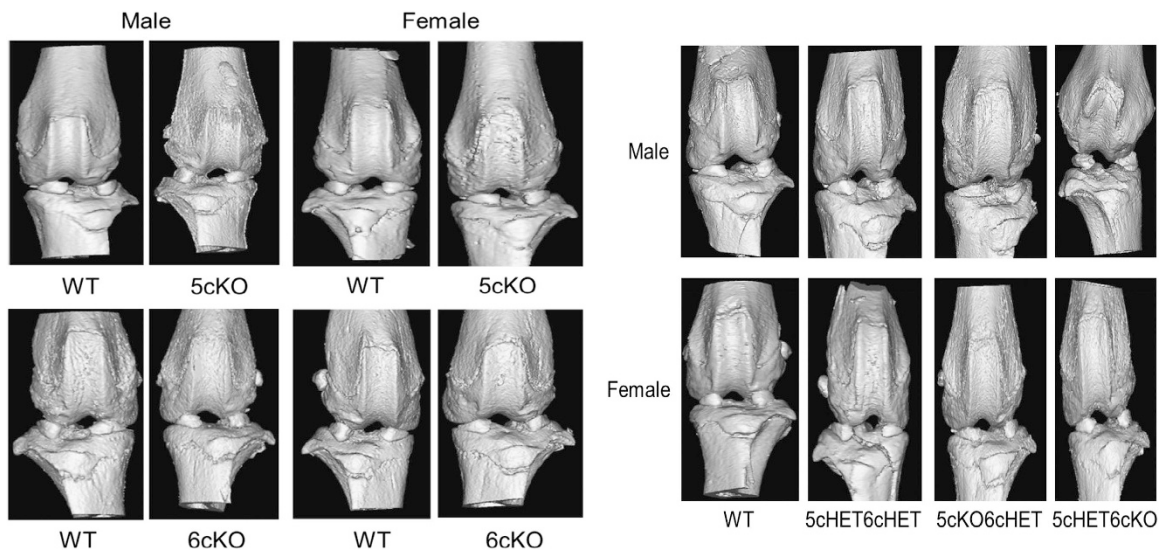 Male Female
WT 5cKO WT 5cKO
WT 6cKO WT 6cKO
Male
Female
WT 5cHET6cHET 5cKO6cHET 5cHET6cKO